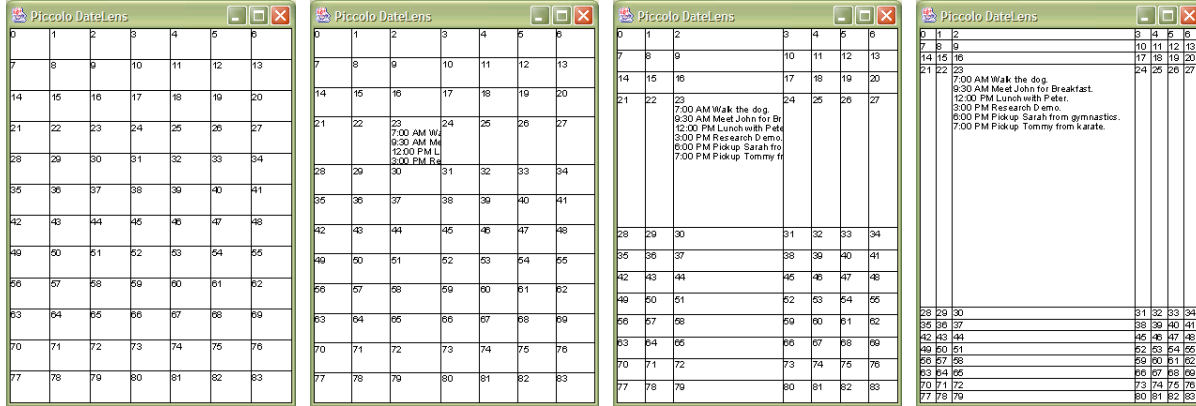 Piccolo DateLens
0 1 2 3 4 5 6
7 8 9 10 11 12 13
14 15 16 17 18 19 20
21 22 23 24 25 26 27
28 29 30 31 32 33 34
35 36 37 38 39 40 41
42 43 44 45 46 47 48
49 50 51 52 53 54 55
56 57 58 59 60 61 62
63 64 65 66 67 68 69
70 71 72 73 74 75 76
77 78 79 80 81 82 83
Piccolo DateLens
0 1 2 3 4 5 6
7 8 9 10 11 12 13
14 15 16 17 18 19 20
21 22 23 24 25 26 27
7:00 AM Wa
9:30 AM Me
12:00 PM L
3:00 PM Re
28 29 30 31 32 33 34
35 36 37 38 39 40 41
42 43 44 45 46 47 48
49 50 51 52 53 54 55
56 57 58 59 60 61 62
63 64 65 66 67 68 69
70 71 72 73 74 75 76
77 78 79 80 81 82 83
Piccolo DateLens
0 1 2 3 4 5 6
7 8 9 10 11 12 13
14 15 16 17 18 19 20
21 22 23 24 25 26 27
7:00 AM Walk the dog.
9:30 AM Meet John for Br
12:00 PM Lunch with Pete
3:00 PM Research Demo.
6:00 PM Pickup Sarah fro
7:00 PM Pickup Tommy fr
28 29 30 31 32 33 34
35 36 37 38 39 40 41
42 43 44 45 46 47 48
49 50 51 52 53 54 55
56 57 58 59 60 61 62
63 64 65 66 67 68 69
70 71 72 73 74 75 76
77 78 79 80 81 82 83
Piccolo DateLens
0 1 2 3 4 5 6
7 8 9 10 11 12 13
14 15 16 17 18 19 20
21 22 23 24 25 26 27
7:00 AM Walk the dog.
9:30 AM Meet John for Breakfast.
12:00 PM Lunch with Peter.
3:00 PM Research Demo.
6:00 PM Pickup Sarah from gymnastics.
7:00 PM Pickup Tommy from karate.
28 29 30 31 32 33 34
35 36 37 38 39 40 41
42 43 44 45 46 47 48
49 50 51 52 53 54 55
56 57 58 59 60 61 62
63 64 65 66 67 68 69
70 71 72 73 74 75 76
77 78 79 80 81 82 83